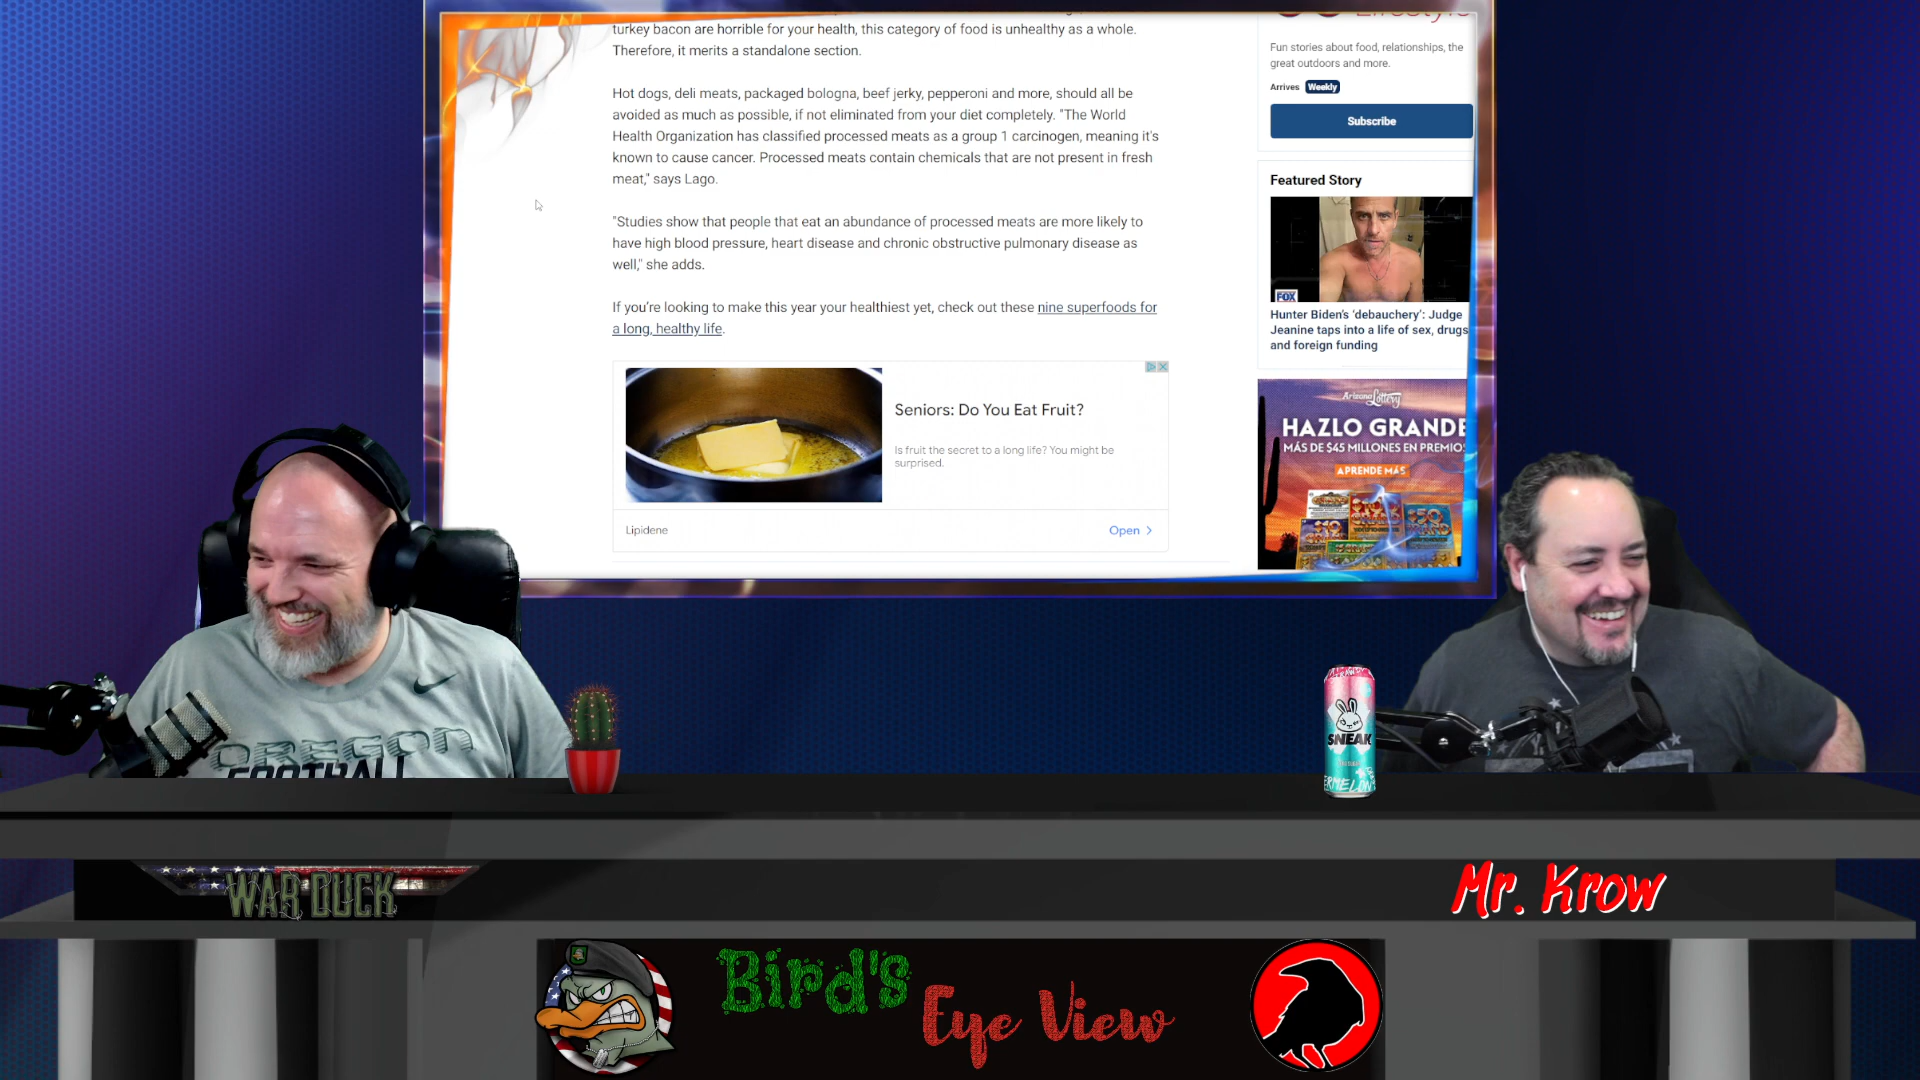 turkey bacon are horrible for your health, this category of food is unhealthy as a whole.
Therefore, it merits a standalone section.
Hot dogs, deli meats, packaged bologna, beef jerky, pepperoni and more, should all be
avoided as much as possible, if not eliminated from your diet completely. "The World
Health Organization has classified processed meats as a group 1 carcinogen, meaning it's
known to cause cancer. Processed meats contain chemicals that are not present in fresh
meat," says Lago.
"Studies show that people that eat an abundance of processed meats are more likely to
have high blood pressure, heart disease and chronic obstructive pulmonary disease as
well," she adds.
If you're looking to make this year your healthiest yet, check out these nine superfoods for
a long, healthy life.
Seniors: Do You Eat Fruit?
Is fruit the secret to a long life? You might be
surprised.
Lipidene
Open
Lifestyle
Fun stories about food, relationships, the
great outdoors and more.
Arrives Weekly
Subscribe
Featured Story
FOX
Hunter Biden's 'debauchery': Judge
Jeanine taps into a life of sex, drugs
and foreign funding
Arizona Lottery
HAZLO GRANDE
MÁS DE $45 MILLONES EN PREMIOS
APRENDE MÁS
$50
OREGON
FOOTBALL
SNEAK
WAR DUCK
Mr. Krow
Bird's
Eye View